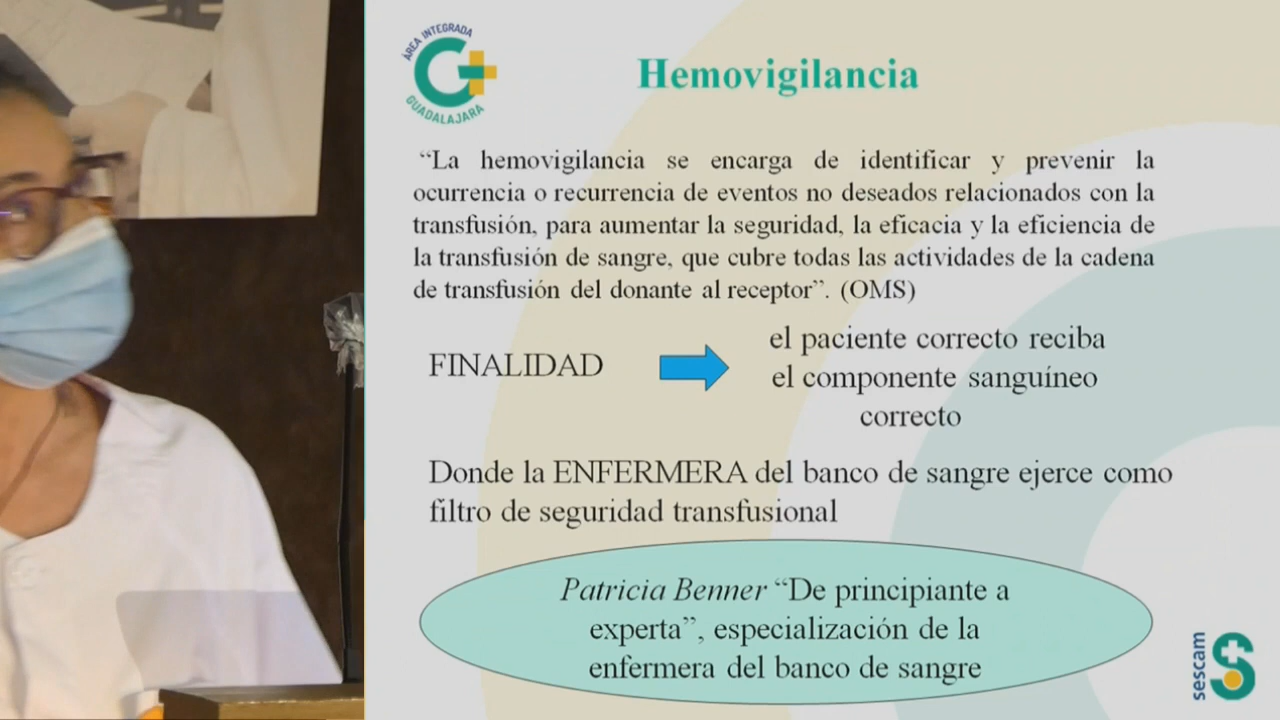 ÁREA INTEGRADA
GUADALAJARA
Hemovigilancia
“La hemovigilancia se encarga de identificar y prevenir la
ocurrencia o recurrencia de eventos no deseados relacionados con la
transfusión, para aumentar la seguridad, la eficacia y la eficiencia de
la transfusión de sangre, que cubre todas las actividades de la cadena
de transfusión del donante al receptor”. (OMS)
FINALIDAD
el paciente correcto reciba
el componente sanguíneo
correcto
Donde la ENFERMERA del banco de sangre ejerce como
filtro de seguridad transfusional
Patricia Benner “De principiante a
experta”, especialización de la
enfermera del banco de sangre
sescam